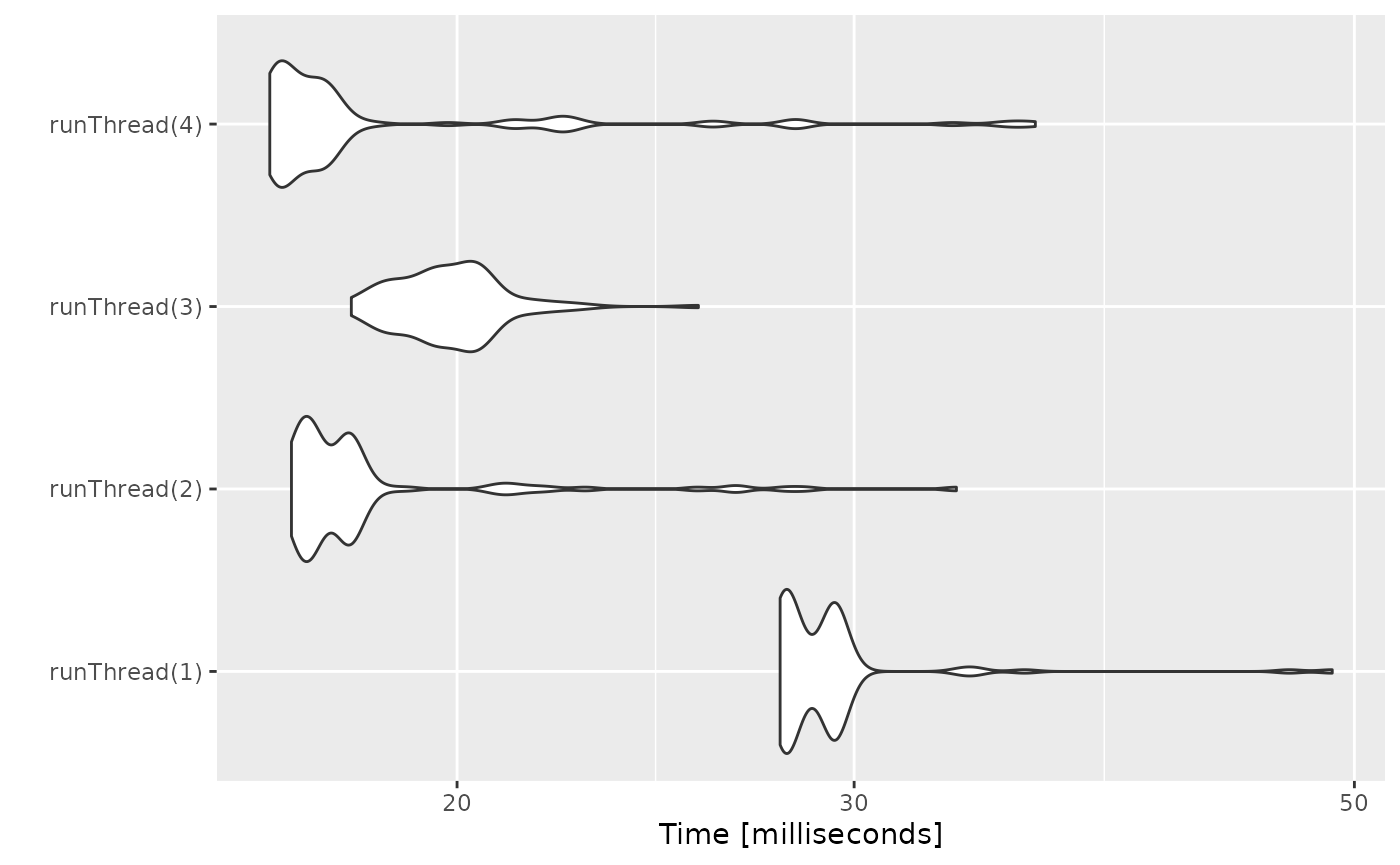 runThread(4)
runThread(3)
runThread(2)
runThread(1)
20 30 50
Time [milliseconds]